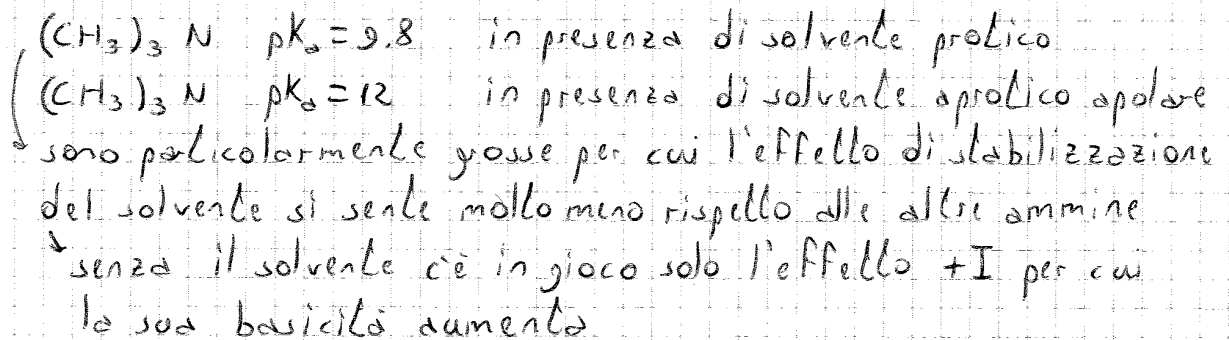 (CH₃)₃ N pKₐ = 9.8 in presenza di solvente protico
(CH₃)₃ N pKₐ = 12 in presenza di solvente aprotico apolare
sono particolarmente grosse per cui l'effetto di stabilizzazione
del solvente si sente molto meno rispetto alle altre ammine
senza il solvente c'è in gioco solo l'effetto +I per cui
la sua basicità aumenta